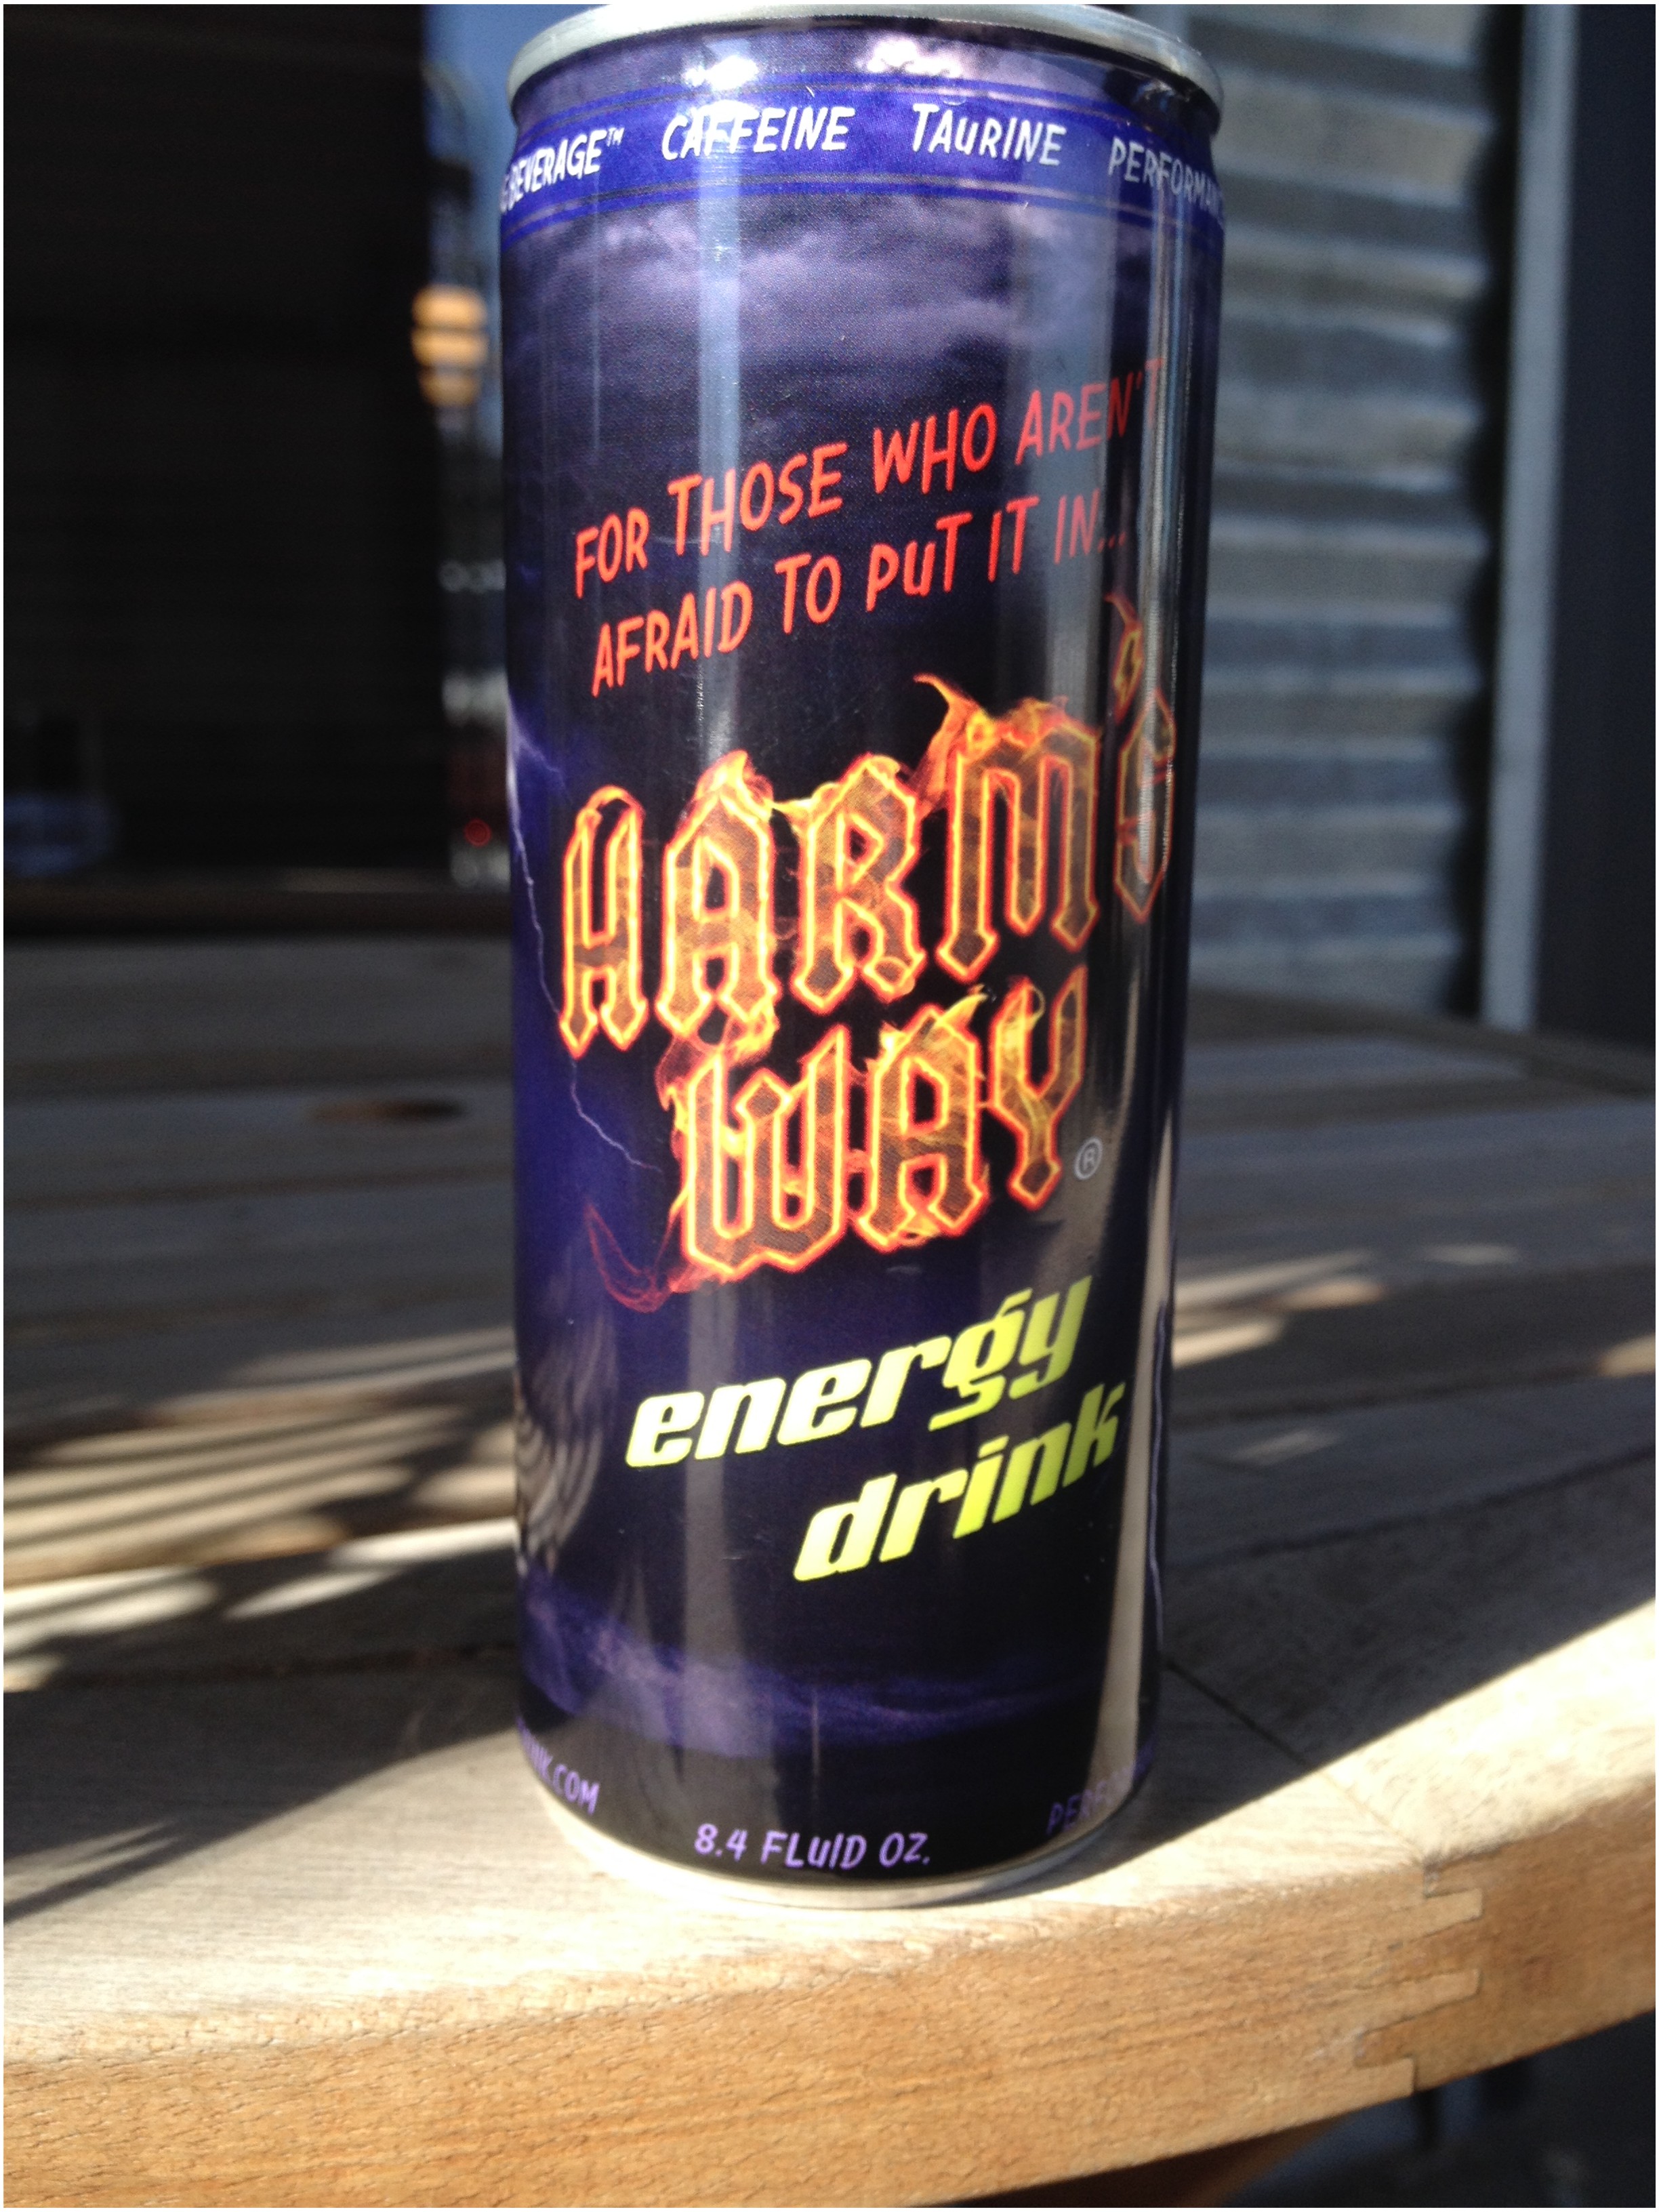 BEVERAGE™ CAFFEINE TAURINE
FOR THOSE WHO AREN'T
AFRAID TO PUT IT IN...
HARM'S
WAY ®
energy
drink
8.4 FLUID OZ.